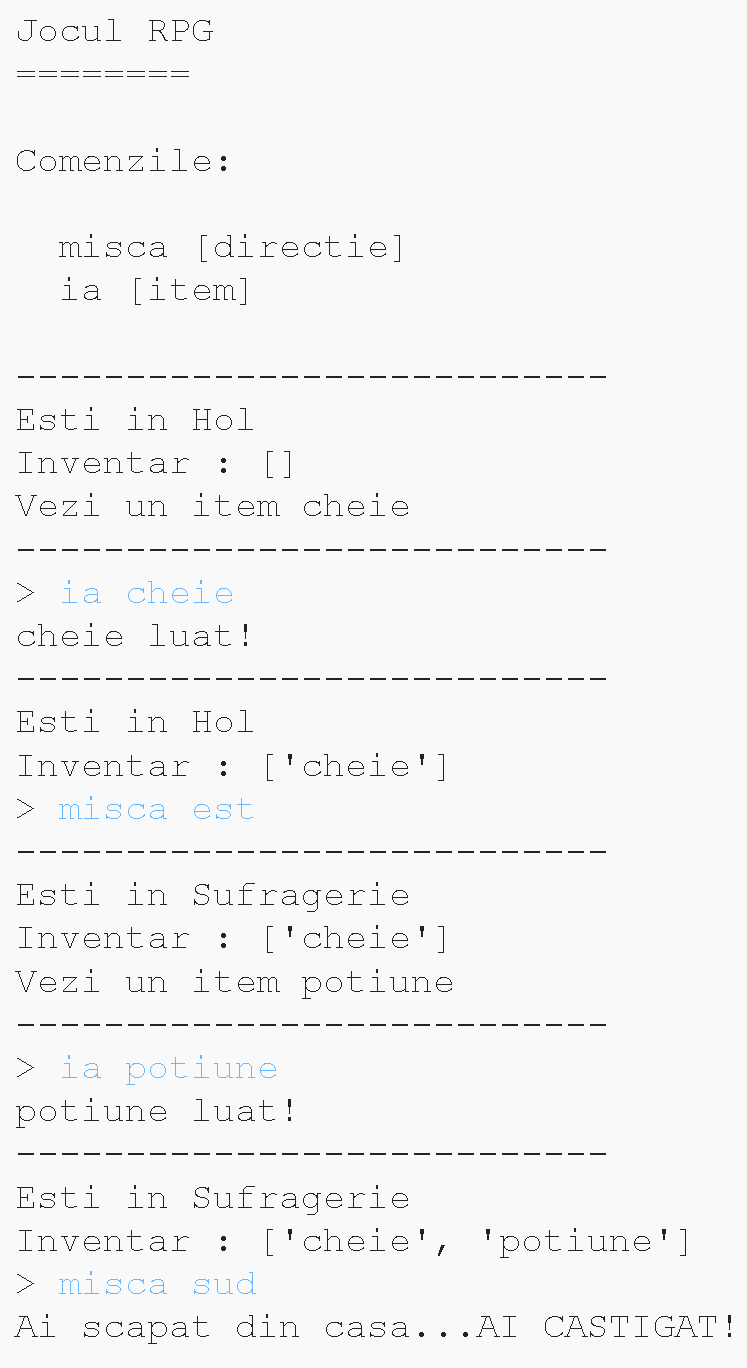 Jocul RPG
========
Comenzile:
misca [directie]
ia [item]
---------------------------
Esti in Hol
Inventar : []
Vezi un item cheie
---------------------------
> ia cheie
cheie luat!
---------------------------
Esti in Hol
Inventar : ['cheie']
> misca est
---------------------------
Esti in Sufragerie
Inventar : ['cheie']
Vezi un item potiune
---------------------------
> ia potiune
potiune luat!
---------------------------
Esti in Sufragerie
Inventar : ['cheie', 'potiune']
> misca sud
Ai scapat din casa...AI CASTIGAT!